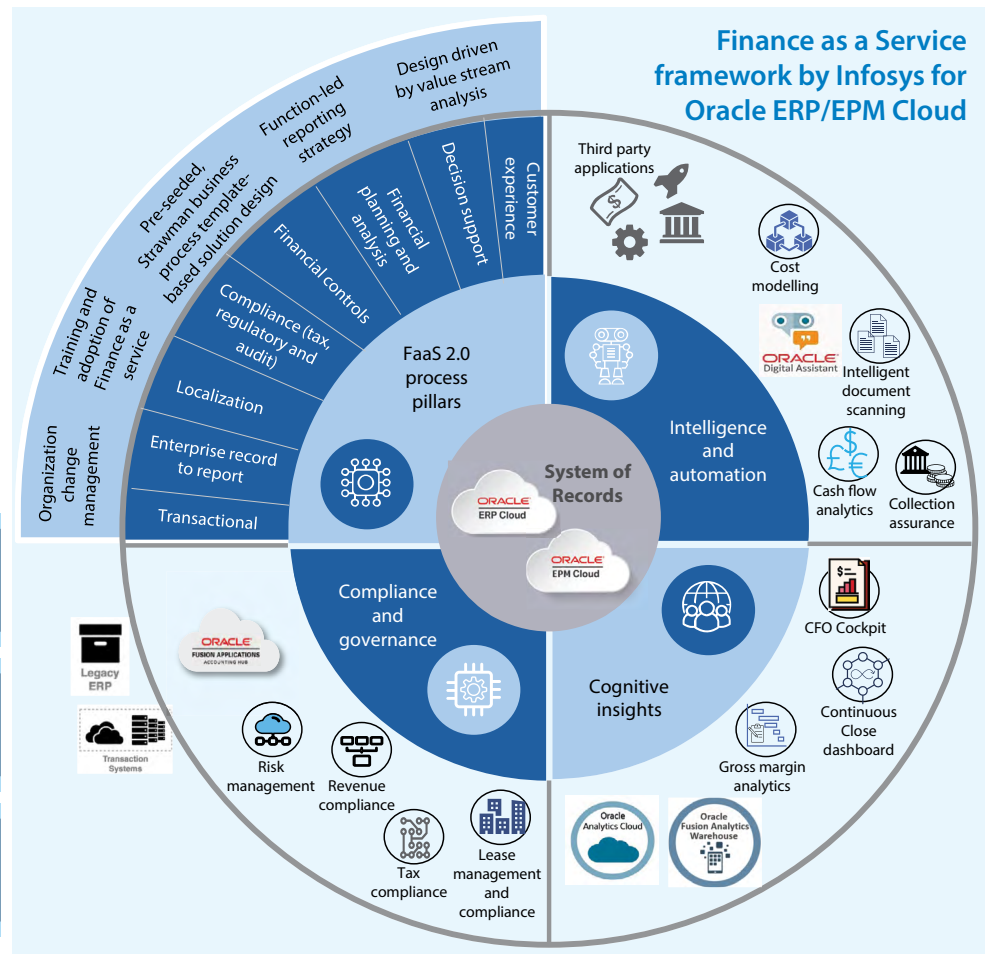 Finance as a Service
framework by Infosys for
Oracle ERP/EPM Cloud
Design driven
by value stream
analysis
Function-led
reporting
strategy
Pre-seeded,
Strawman business
process template-
based solution design
Training and
adoption of
Finance as a
service
Organization
change
management
Customer
experience
Decision support
Financial
planning and
analysis
Financial controls
Compliance (tax,
regulatory and
audit)
Localization
Enterprise record
to report
Transactional
FaaS 2.0
process
pillars
Third party
applications
$
Cost
modelling
ORACLE
Digital Assistant
Intelligent
document
scanning
$
£ €
Cash flow
analytics
Collection
assurance
Intelligence
and
automation
System of
Records
ORACLE
ERP Cloud
ORACLE
EPM Cloud
Compliance
and
governance
Cognitive
insights
$
CFO Cockpit
Continuous
Close
dashboard
Gross margin
analytics
Oracle
Analytics Cloud
Oracle
Fusion Analytics
Warehouse
ORACLE
FUSION APPLICATIONS
ACCOUNTING HUB
Legacy
ERP
Transaction
Systems
Risk
management
Revenue
compliance
Tax
compliance
Lease
management
and
compliance